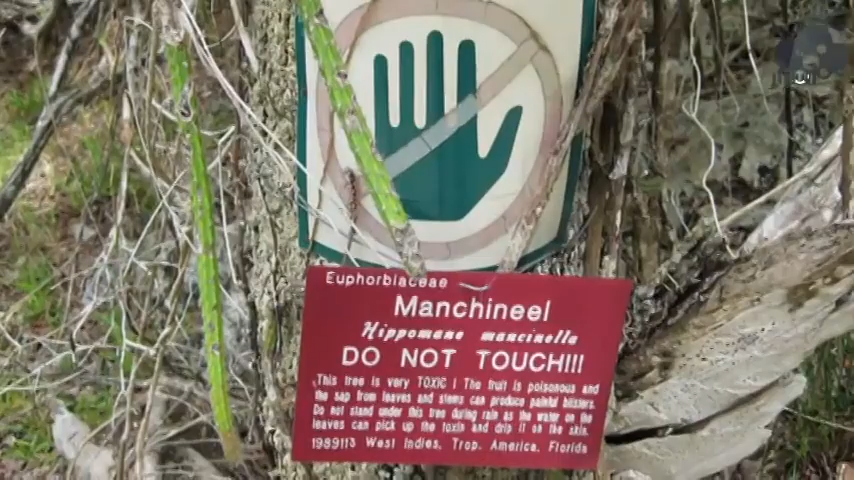 Euphorbiaceae
Manchineel
Hippomane mancinella
DO NOT TOUCH!!!
This tree is very TOXIC ! The fruit is poisonous and
the sap from leaves and stems can produce painful blisters.
Do not stand under this tree during rain as the water on the
leaves can pick up the toxin and drip it on the skin.
1989113 West Indies, Trop. America, Florida